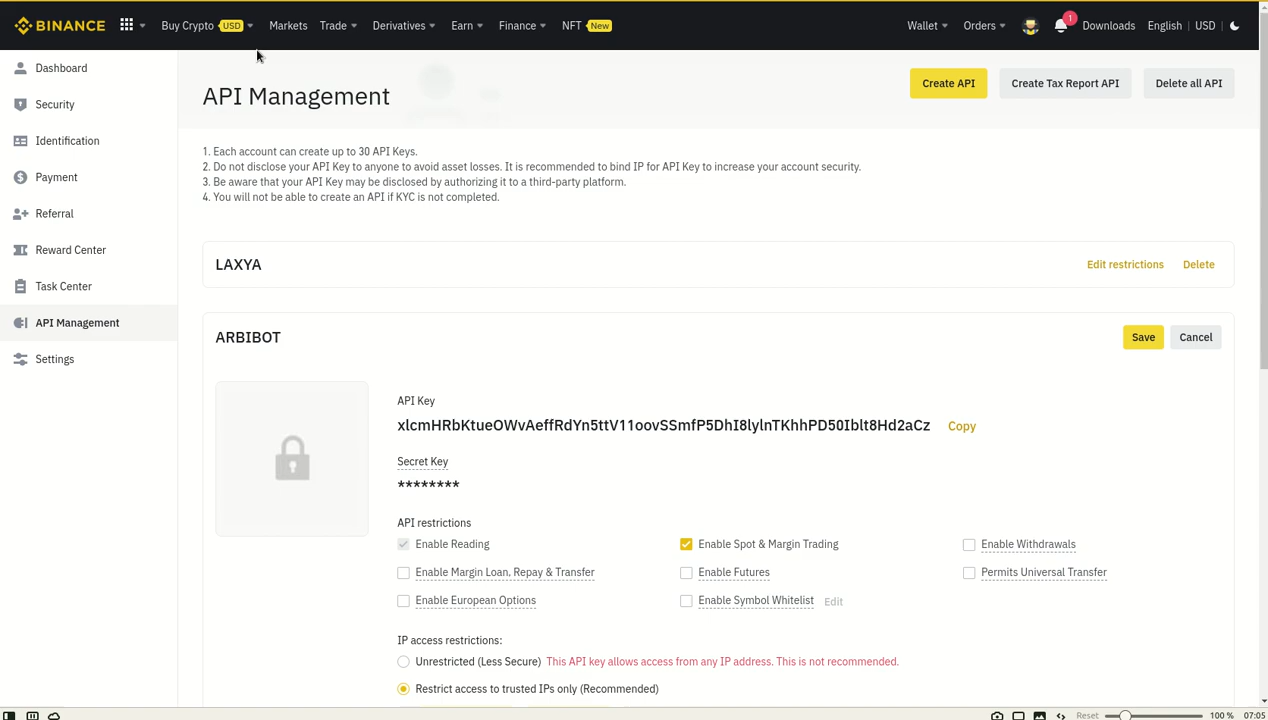 BINANCE
Buy Crypto USD
Markets
Trade
Derivatives
Earn
Finance
NFT New
Wallet
Orders
1
Downloads
English | USD
Dashboard
Security
Identification
Payment
Referral
Reward Center
Task Center
API Management
Settings
API Management
Create API
Create Tax Report API
Delete all API
1. Each account can create up to 30 API Keys.
2. Do not disclose your API Key to anyone to avoid asset losses. It is recommended to bind IP for API Key to increase your account security.
3. Be aware that your API Key may be disclosed by authorizing it to a third-party platform.
4. You will not be able to create an API if KYC is not completed.
LAXYA
Edit restrictions
Delete
ARBIBOT
Save
Cancel
API Key
xlcmHRbKtueOWvAeffRdYn5ttV11oovSSmfP5DhI8lylnTKhhPD50Iblt8Hd2aCz
Copy
Secret Key
********
API restrictions
Enable Reading
Enable Spot & Margin Trading
Enable Withdrawals
Enable Margin Loan, Repay & Transfer
Enable Futures
Permits Universal Transfer
Enable European Options
Enable Symbol Whitelist Edit
IP access restrictions:
Unrestricted (Less Secure) This API key allows access from any IP address. This is not recommended.
Restrict access to trusted IPs only (Recommended)
Reset
100 %
07:05